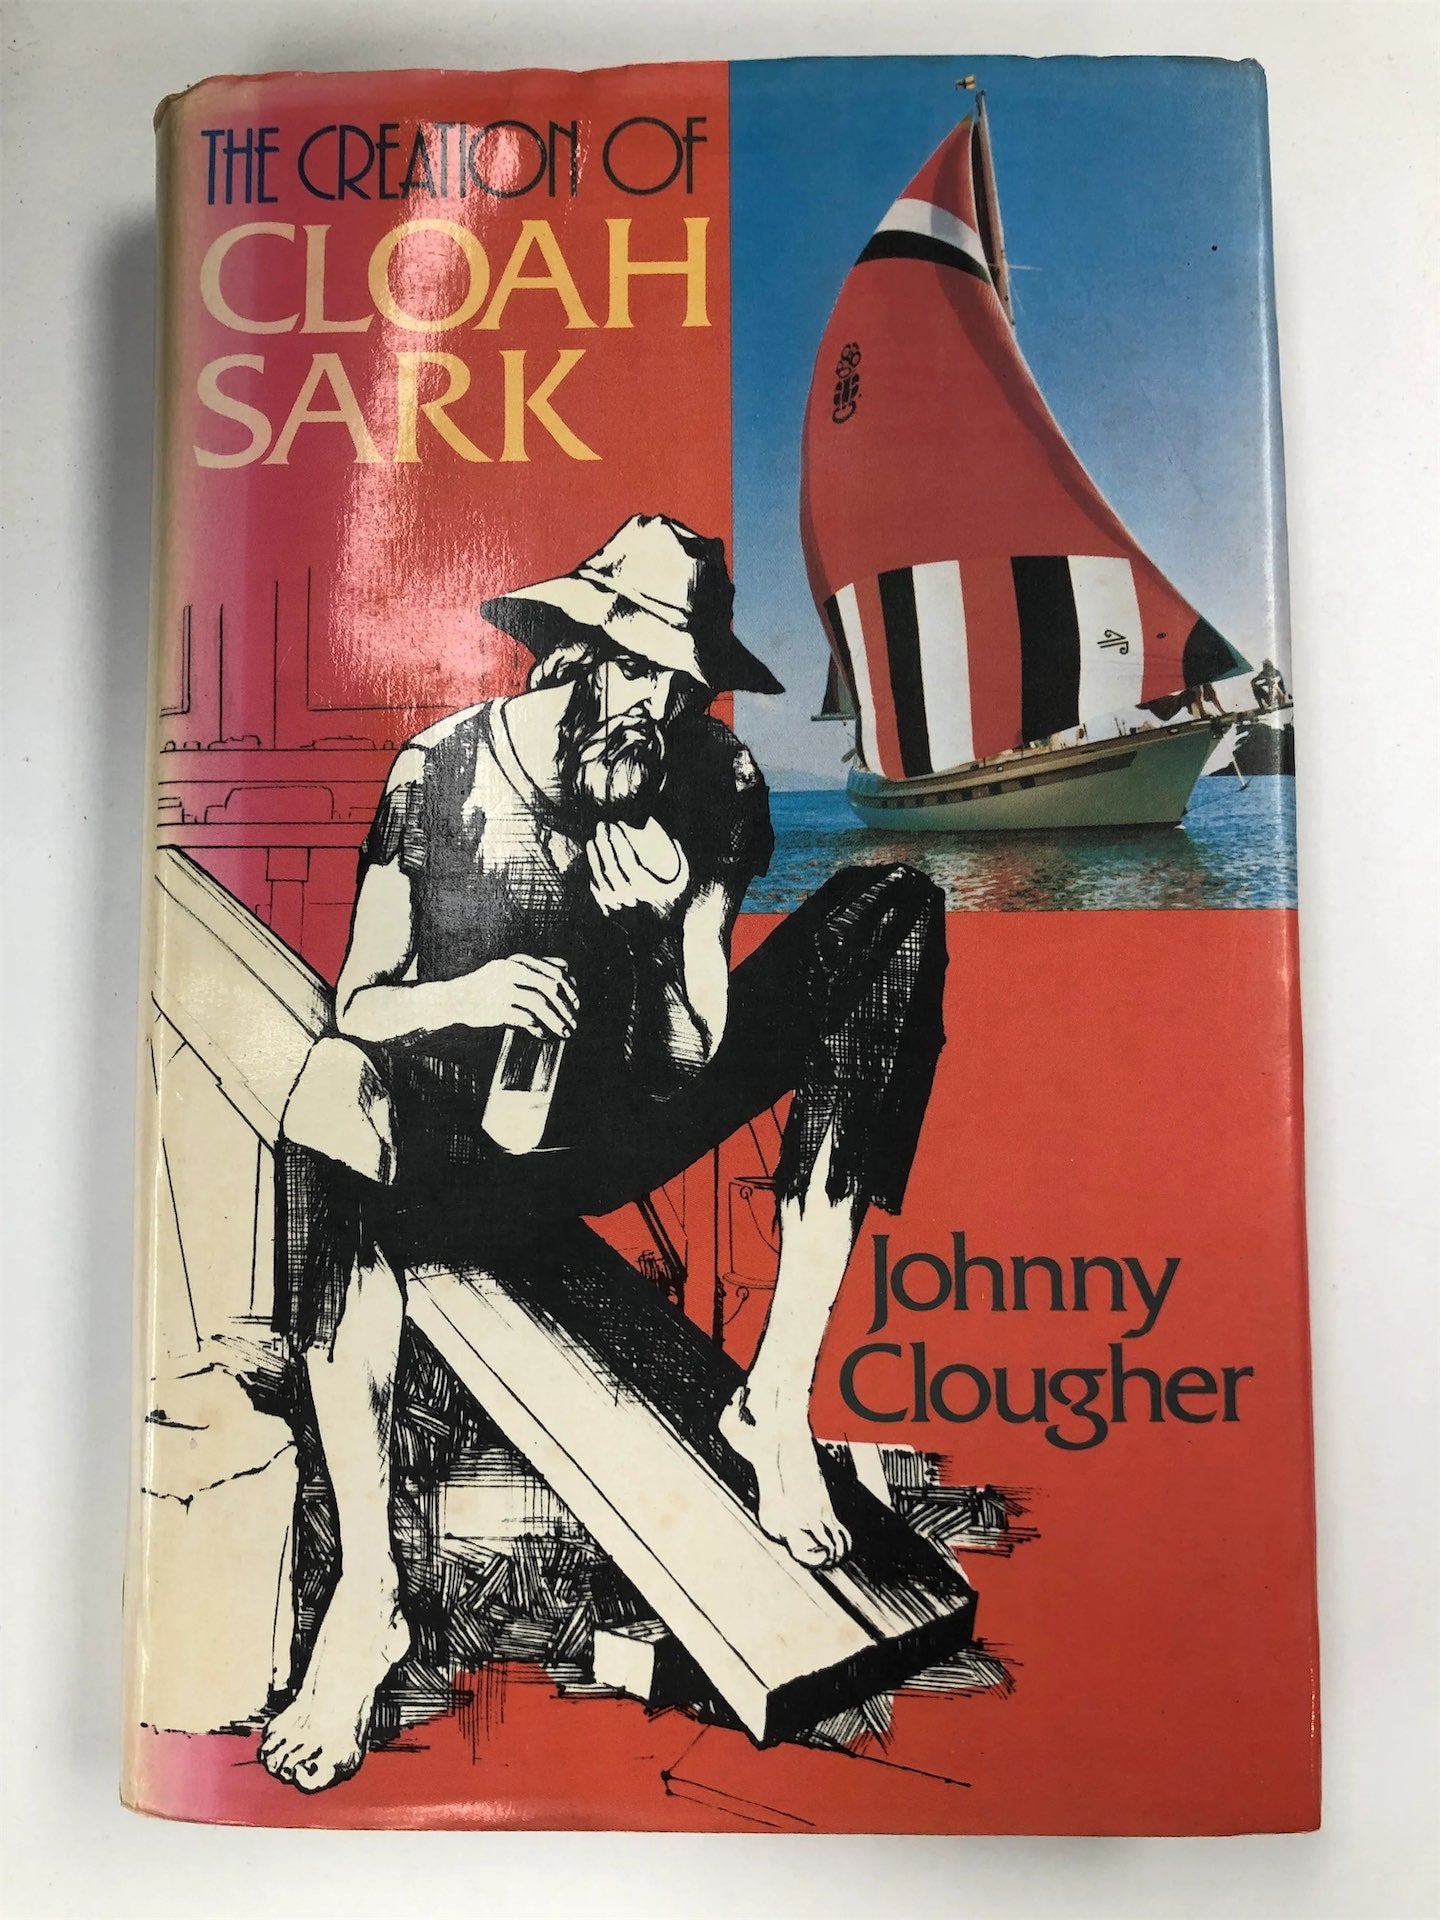 THE CREATION OF
CLOAH
SARK
Johnny
Clougher